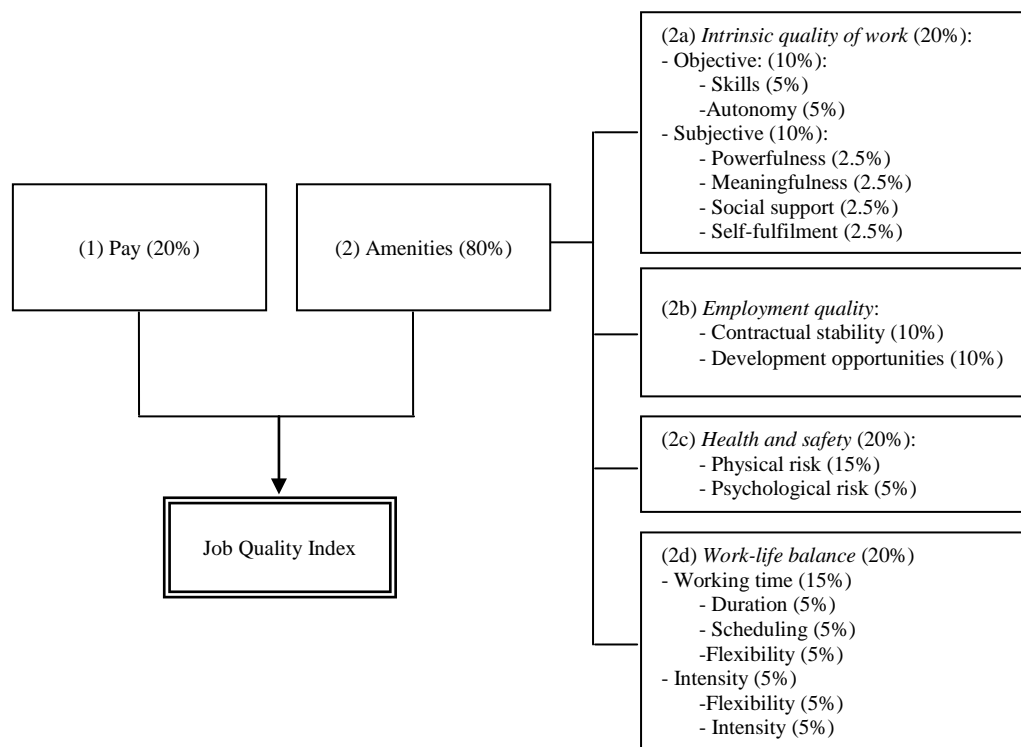 (1) Pay (20%)
(2) Amenities (80%)
Job Quality Index
(2a) Intrinsic quality of work (20%):
- Objective: (10%):
- Skills (5%)
-Autonomy (5%)
- Subjective (10%):
- Powerfulness (2.5%)
- Meaningfulness (2.5%)
- Social support (2.5%)
- Self-fulfilment (2.5%)
(2b) Employment quality:
- Contractual stability (10%)
- Development opportunities (10%)
(2c) Health and safety (20%):
- Physical risk (15%)
- Psychological risk (5%)
(2d) Work-life balance (20%)
- Working time (15%)
- Duration (5%)
- Scheduling (5%)
-Flexibility (5%)
- Intensity (5%)
-Flexibility (5%)
- Intensity (5%)